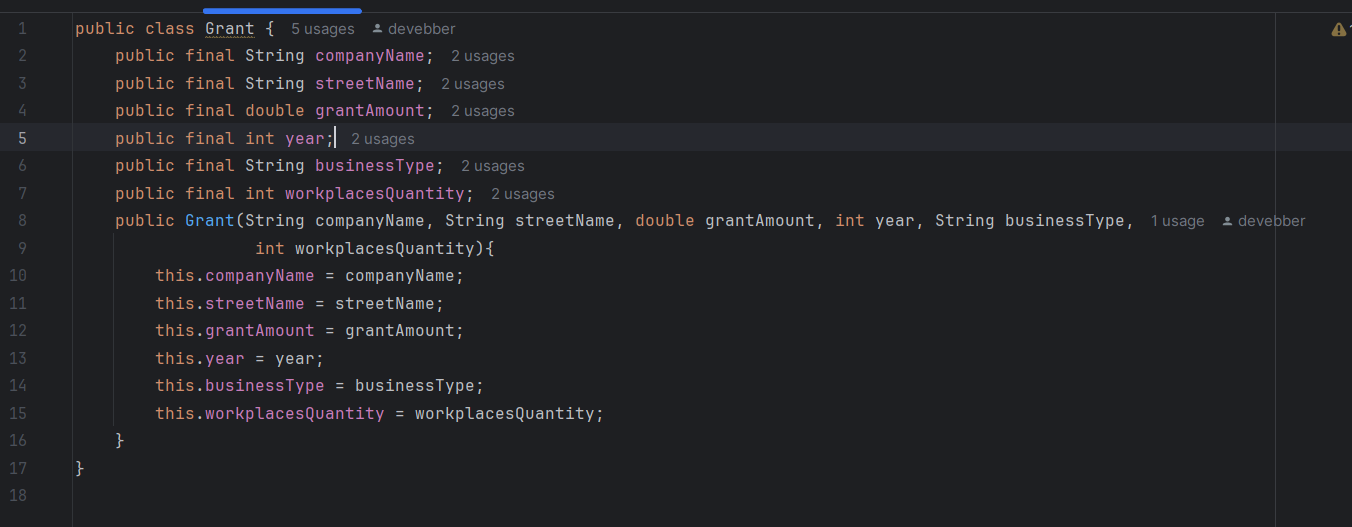 1 public class Grant { 5 usages devebber
2 public final String companyName; 2 usages
3 public final String streetName; 2 usages
4 public final double grantAmount; 2 usages
5 public final int year; 2 usages
6 public final String businessType; 2 usages
7 public final int workplacesQuantity; 2 usages
8 public Grant(String companyName, String streetName, double grantAmount, int year, String businessType, 1 usage devebber
9 int workplacesQuantity){
10 this.companyName = companyName;
11 this.streetName = streetName;
12 this.grantAmount = grantAmount;
13 this.year = year;
14 this.businessType = businessType;
15 this.workplacesQuantity = workplacesQuantity;
16 }
17 }
18